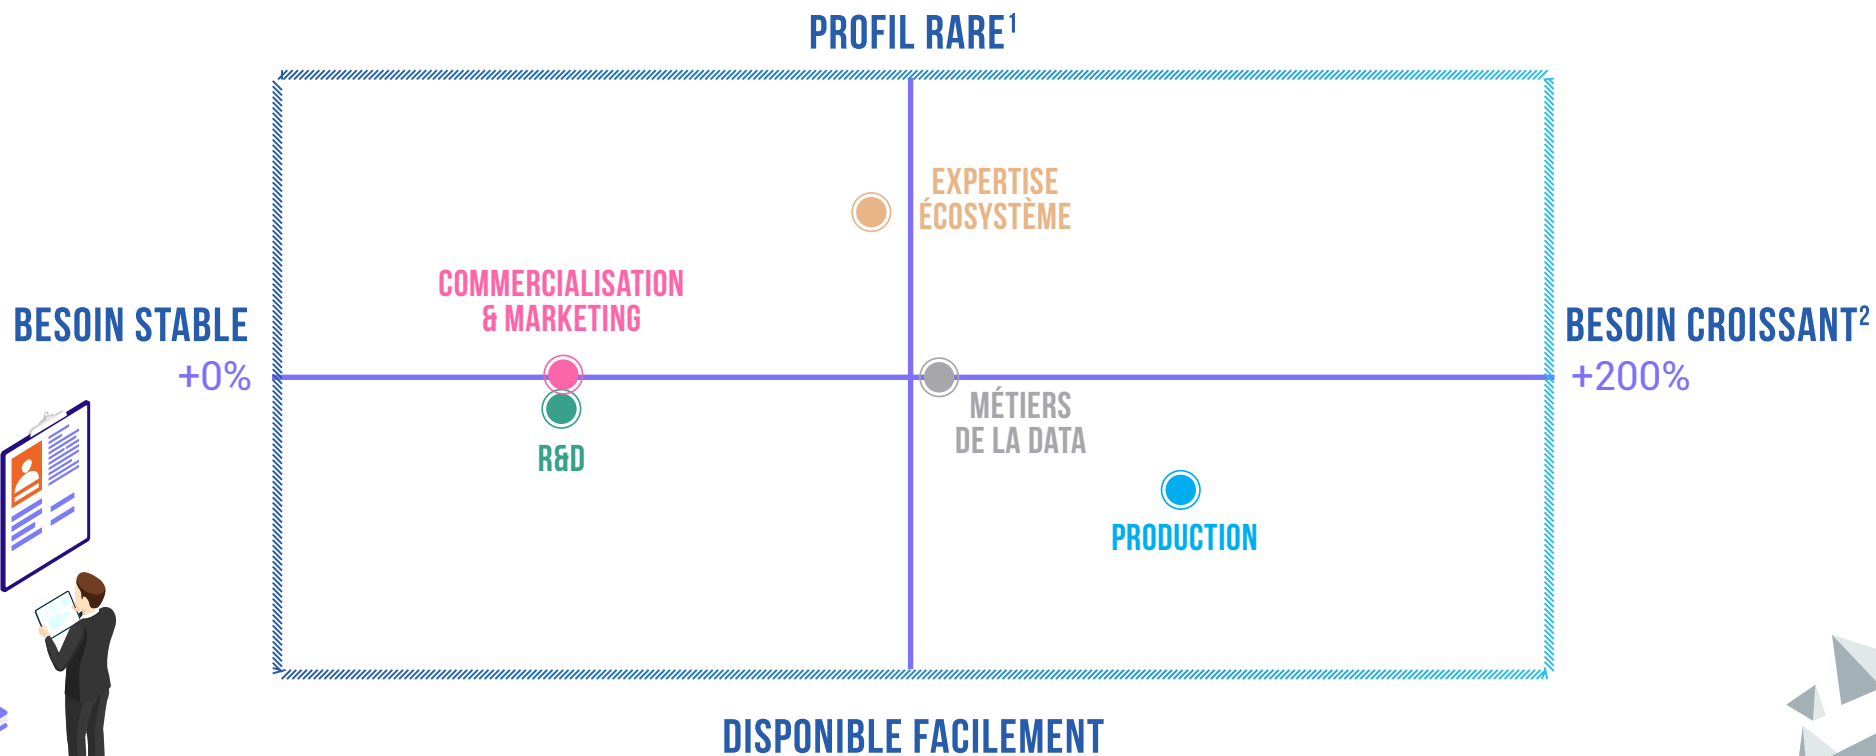 PROFIL RARE¹
EXPERTISE
ÉCOSYSTÈME
COMMERCIALISATION
& MARKETING
BESOIN STABLE
+0%
BESOIN CROISSANT²
+200%
MÉTIERS
DE LA DATA
R&D
PRODUCTION
DISPONIBLE FACILEMENT